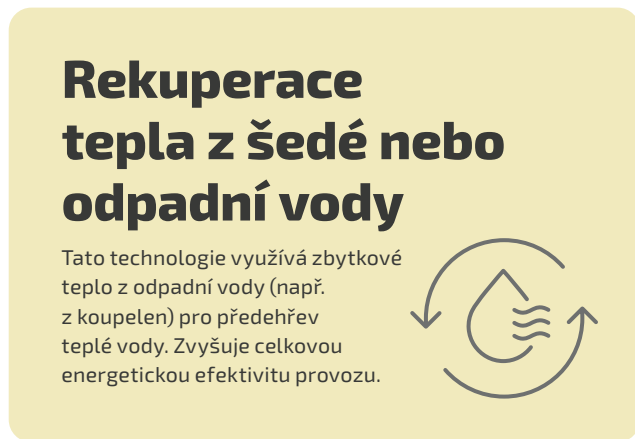 Rekuperace
tepla z šedé nebo
odpadní vody
Tato technologie využívá zbytkové
teplo z odpadní vody (např.
z koupelen) pro předehřev
teplé vody. Zvyšuje celkovou
energetickou efektivitu provozu.